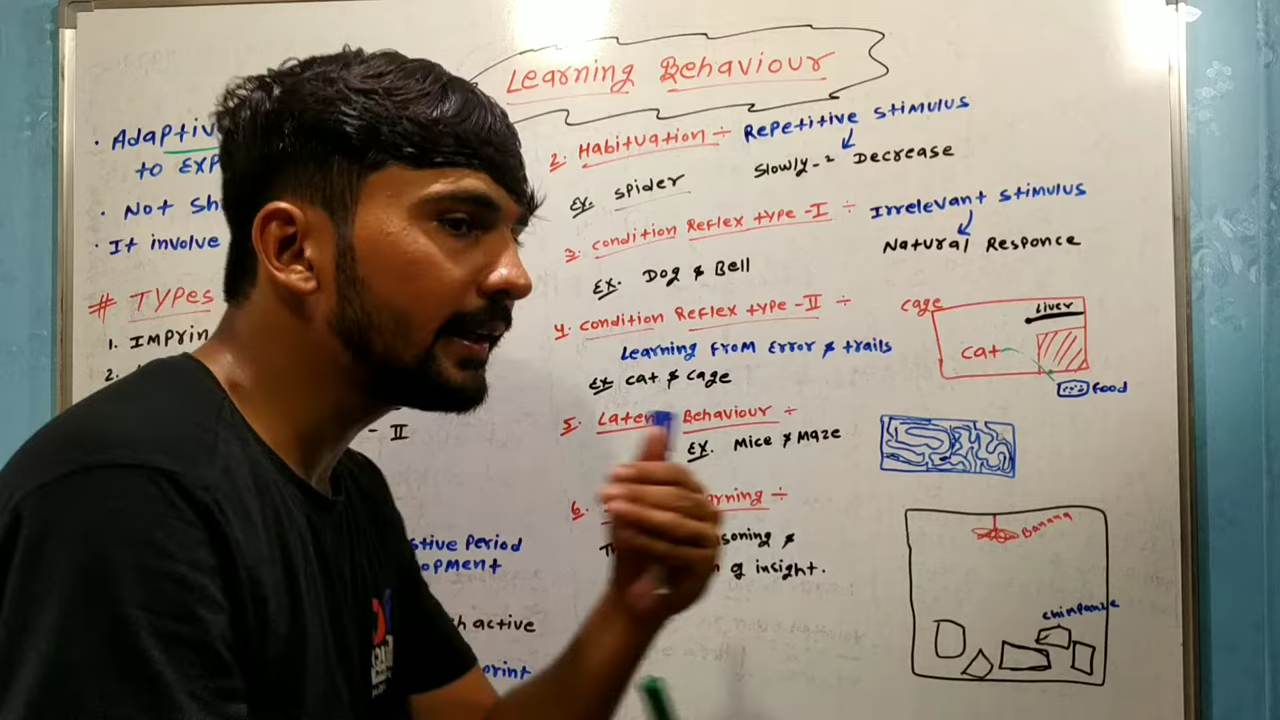 Learning Behaviour
• Adaptiv
to EXP
• Not Sh
• It involve
# TYPes
1. IMPrin
2.
- II
stive Period
opment
h active
print
2. Habituation ÷ Repetitive stimulus
Slowly-2 Decrease
Ex. spider
3. condition Reflex type - I ÷ Irrelevant stimulus
Natural Responce
Ex. Dog & Bell
4. condition Reflex type - II ÷
Learning From Error & trails
Ex cat & cage
cage
Liver
cat
Food
5. Laten Behaviour ÷
Ex. Mice & Maze
6. arning ÷
soning &
g insight.
Banana
chimpanze